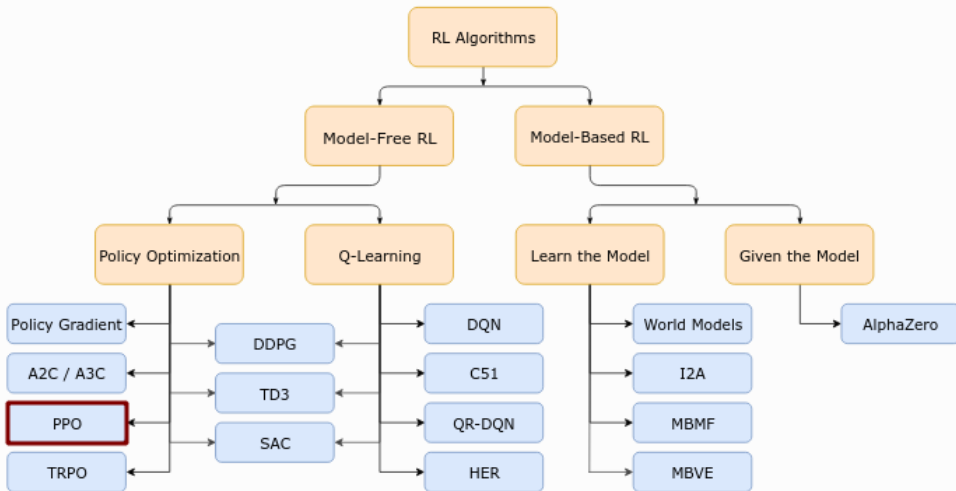 RL Algorithms
Model-Free RL
Model-Based RL
Policy Optimization
Q-Learning
Learn the Model
Given the Model
Policy Gradient
DDPG
DQN
World Models
AlphaZero
A2C / A3C
TD3
C51
I2A
PPO
SAC
QR-DQN
MBMF
TRPO
HER
MBVE